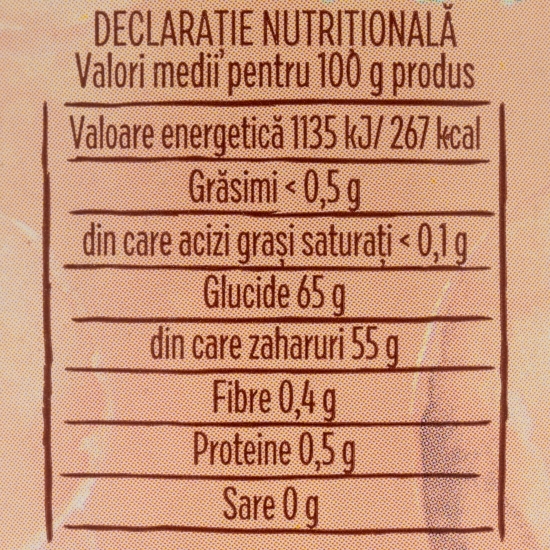 DECLARAȚIE NUTRIȚIONALĂ
Valori medii pentru 100 g produs
Valoare energetică 1135 kJ/ 267 kcal
Grăsimi < 0,5 g
din care acizi grași saturați < 0,1 g
Glucide 65 g
din care zaharuri 55 g
Fibre 0,4 g
Proteine 0,5 g
Sare 0 g